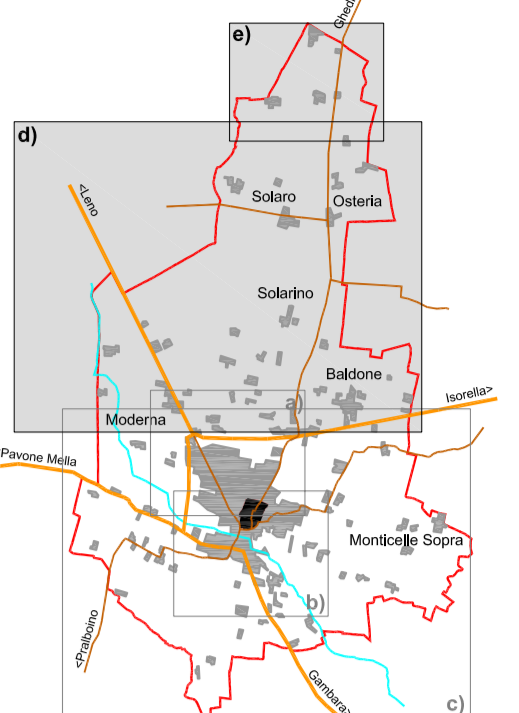 Ghedi
e)
d)
<Leno
Solaro
Osteria
Solarino
Baldone
Isorella>
a)
Moderna
Pavone Mella
Monticelle Sopra
b)
<Pralboino
Gambara>
c)